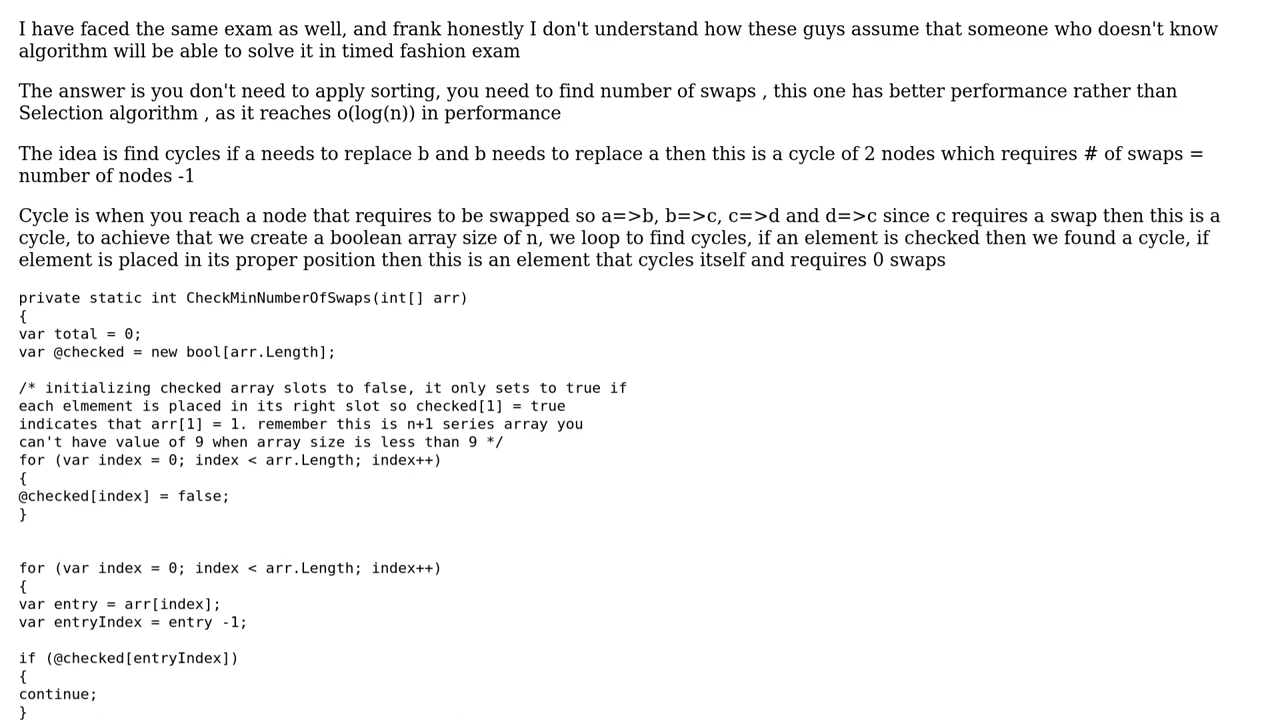 I have faced the same exam as well, and frank honestly I don't understand how these guys assume that someone who doesn't know
algorithm will be able to solve it in timed fashion exam
The answer is you don't need to apply sorting, you need to find number of swaps , this one has better performance rather than
Selection algorithm , as it reaches o(log(n)) in performance
The idea is find cycles if a needs to replace b and b needs to replace a then this is a cycle of 2 nodes which requires # of swaps =
number of nodes -1
Cycle is when you reach a node that requires to be swapped so a=>b, b=>c, c=>d and d=>c since c requires a swap then this is a
cycle, to achieve that we create a boolean array size of n, we loop to find cycles, if an element is checked then we found a cycle, if
element is placed in its proper position then this is an element that cycles itself and requires 0 swaps
private static int CheckMinNumberOfSwaps(int[] arr)
{
var total = 0;
var @checked = new bool[arr.Length];
/* initializing checked array slots to false, it only sets to true if
each elmement is placed in its right slot so checked[1] = true
indicates that arr[1] = 1. remember this is n+1 series array you
can't have value of 9 when array size is less than 9 */
for (var index = 0; index < arr.Length; index++)
{
@checked[index] = false;
}
for (var index = 0; index < arr.Length; index++)
{
var entry = arr[index];
var entryIndex = entry -1;
if (@checked[entryIndex])
{
continue;
}